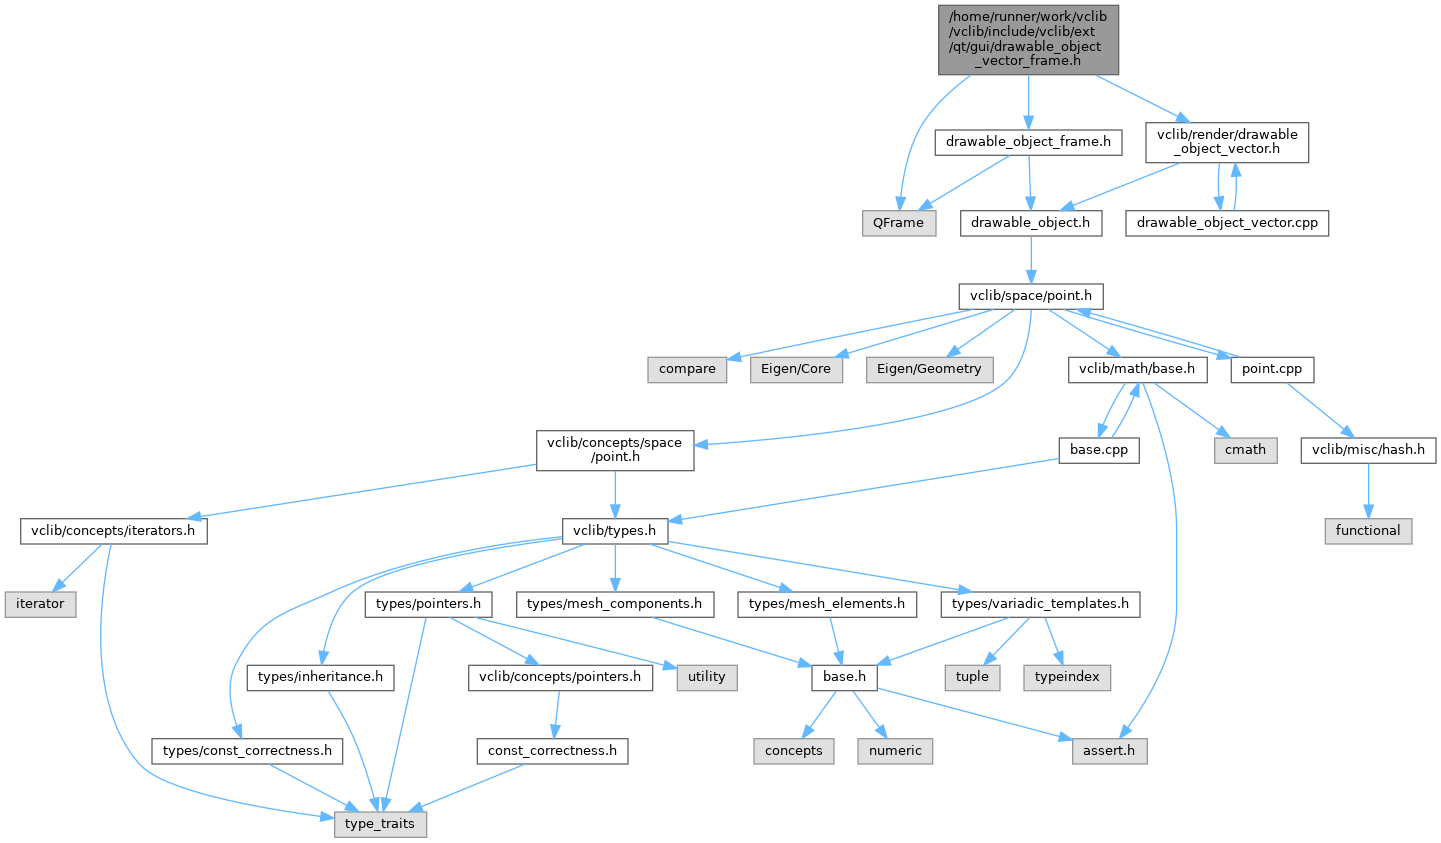 /home/runner/work/vclib
/vclib/include/vclib/ext
/qt/gui/drawable_object
_vector_frame.h
drawable_object_frame.h
vclib/render/drawable
_object_vector.h
QFrame
drawable_object.h
drawable_object_vector.cpp
vclib/space/point.h
compare
Eigen/Core
Eigen/Geometry
vclib/math/base.h
point.cpp
vclib/concepts/space
/point.h
base.cpp
cmath
vclib/misc/hash.h
vclib/concepts/iterators.h
vclib/types.h
functional
iterator
types/pointers.h
types/mesh_components.h
types/mesh_elements.h
types/variadic_templates.h
types/inheritance.h
vclib/concepts/pointers.h
utility
base.h
tuple
typeindex
types/const_correctness.h
const_correctness.h
concepts
numeric
assert.h
type_traits